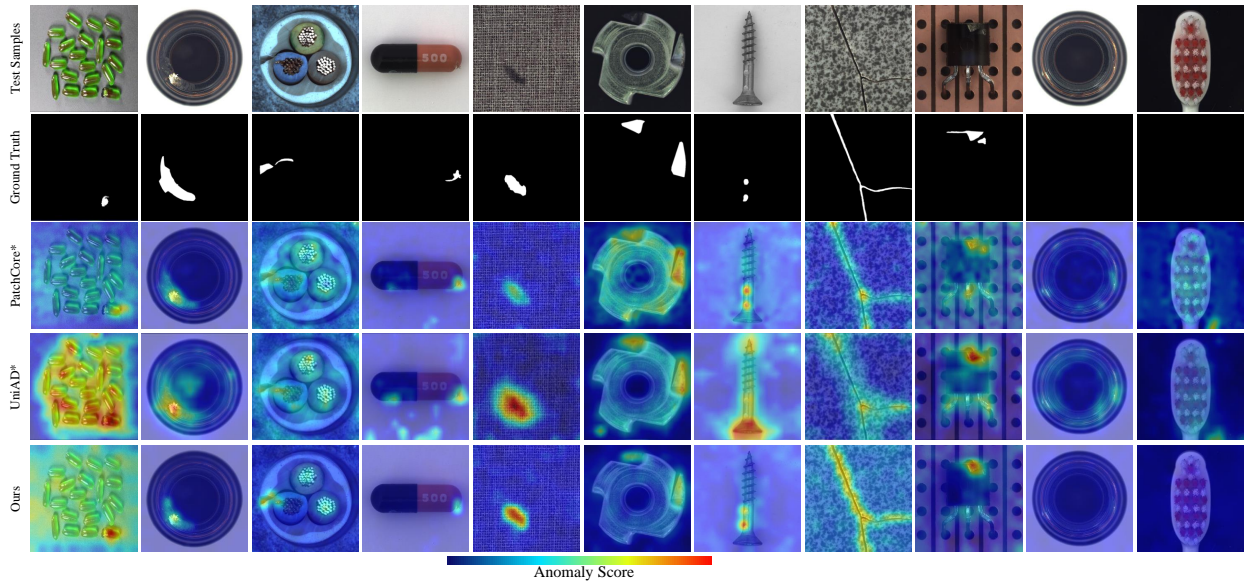 Test Samples
500
Ground Truth
PatchCore*
500
UniAD*
500
Ours
500
Anomaly Score